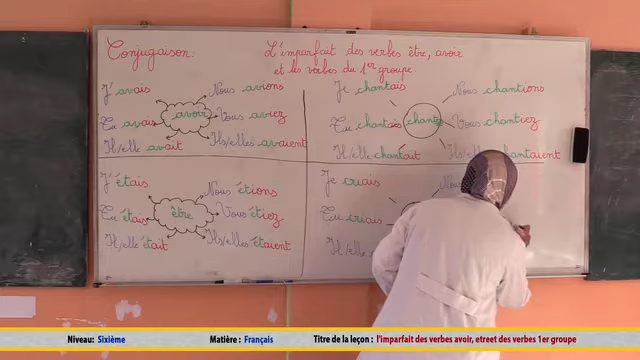 Conjugaison. L'imparfait des verbes être, avoir
et les verbes du 1er groupe.
J'avais
Nous avions
Tu avais
avoir
Vous aviez
Il/elle avait
Ils/elles avaient
Je chantais
Nous chantions
Tu chantais
chanter
Vous chantiez
Il/elle chantait
Ils/elles chantaient
J'étais
Nous étions
Tu étais
être
Vous étiez
Il/elle était
Ils/elles étaient
Je criais
Nous
Tu criais
Il/elle
Niveau: Sixième Matière : Français Titre de la leçon : l'imparfait des verbes avoir, etreet des verbes 1er groupe